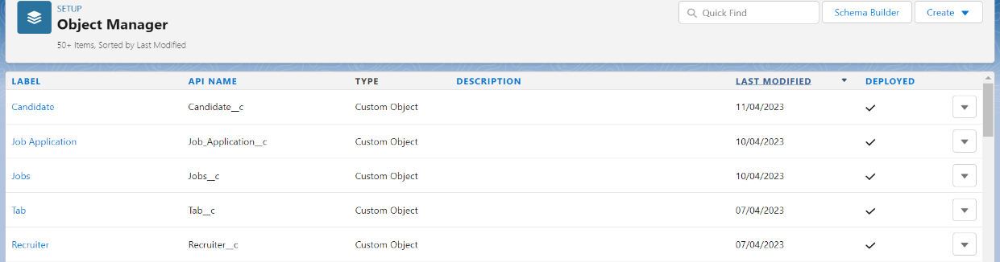 SETUP
Object Manager
50+ Items, Sorted by Last Modified
Quick Find
Schema Builder
Create
LABEL API NAME TYPE DESCRIPTION LAST MODIFIED DEPLOYED
Candidate Candidate__c Custom Object 11/04/2023
Job Application Job_Application__c Custom Object 10/04/2023
Jobs Jobs__c Custom Object 10/04/2023
Tab Tab__c Custom Object 07/04/2023
Recruiter Recruiter__c Custom Object 07/04/2023